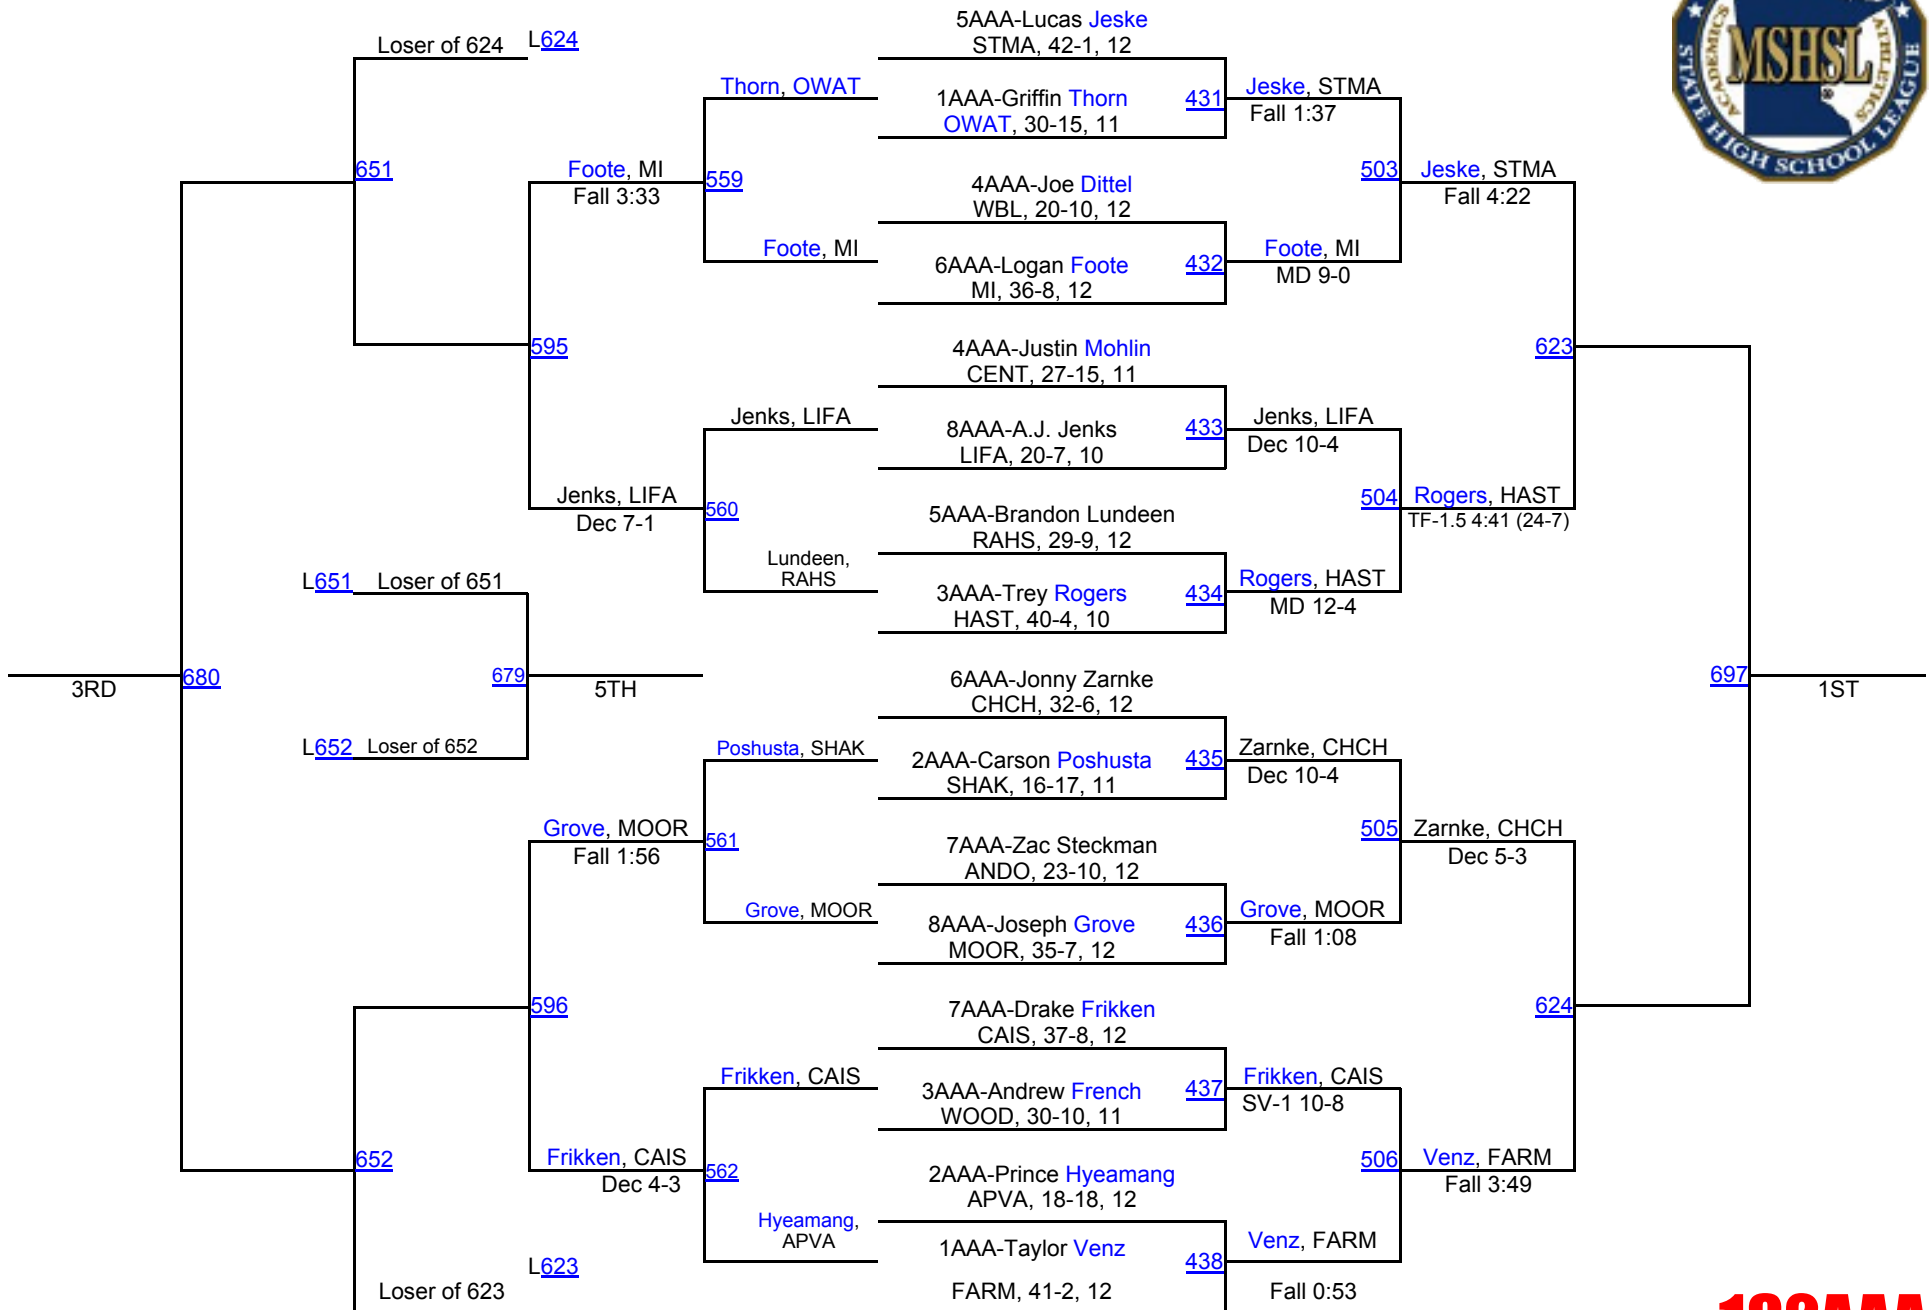 5AAA-Lucas Jeske
STMA, 42-1, 12
Loser of 624 L624
Thorn, OWAT
1AAA-Griffin Thorn
OWAT, 30-15, 11
431
Jeske, STMA
Fall 1:37
651
Foote, MI
Fall 3:33
559
4AAA-Joe Dittel
WBL, 20-10, 12
503
Jeske, STMA
Fall 4:22
Foote, MI
6AAA-Logan Foote
MI, 36-8, 12
432
Foote, MI
MD 9-0
595
4AAA-Justin Mohlin
CENT, 27-15, 11
623
Jenks, LIFA
8AAA-A.J. Jenks
LIFA, 20-7, 10
433
Jenks, LIFA
Dec 10-4
Jenks, LIFA
Dec 7-1
560
5AAA-Brandon Lundeen
RAHS, 29-9, 12
504
Rogers, HAST
TF-1.5 4:41 (24-7)
L651 Loser of 651
Lundeen,
RAHS
3AAA-Trey Rogers
HAST, 40-4, 10
434
Rogers, HAST
MD 12-4
3RD
680
679
5TH
6AAA-Jonny Zarnke
CHCH, 32-6, 12
697
1ST
L652 Loser of 652
Poshusta, SHAK
2AAA-Carson Poshusta
SHAK, 16-17, 11
435
Zarnke, CHCH
Dec 10-4
Grove, MOOR
Fall 1:56
561
7AAA-Zac Steckman
ANDO, 23-10, 12
505
Zarnke, CHCH
Dec 5-3
Grove, MOOR
8AAA-Joseph Grove
MOOR, 35-7, 12
436
Grove, MOOR
Fall 1:08
596
7AAA-Drake Frikken
CAIS, 37-8, 12
624
Frikken, CAIS
3AAA-Andrew French
WOOD, 30-10, 11
437
Frikken, CAIS
SV-1 10-8
652
Frikken, CAIS
Dec 4-3
562
2AAA-Prince Hyeamang
APVA, 18-18, 12
506
Venz, FARM
Fall 3:49
Hyeamang,
APVA
1AAA-Taylor Venz
FARM, 41-2, 12
438
Venz, FARM
Fall 0:53
L623
Loser of 623
MSHSL
®
ACADEMICS
ATHLETICS
STATE HIGH SCHOOL LEAGUE